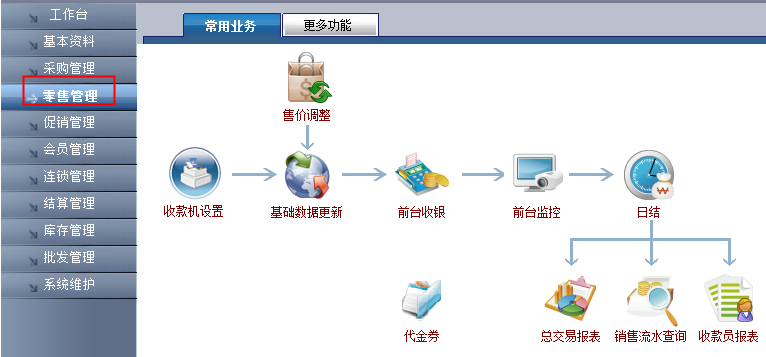 工作台
基本资料
采购管理
零售管理
促销管理
会员管理
连锁管理
结算管理
库存管理
批发管理
系统维护
常用业务
更多功能
售价调整
收款机设置
基础数据更新
前台收银
前台监控
日结
代金券
总交易报表
销售流水查询
收款员报表